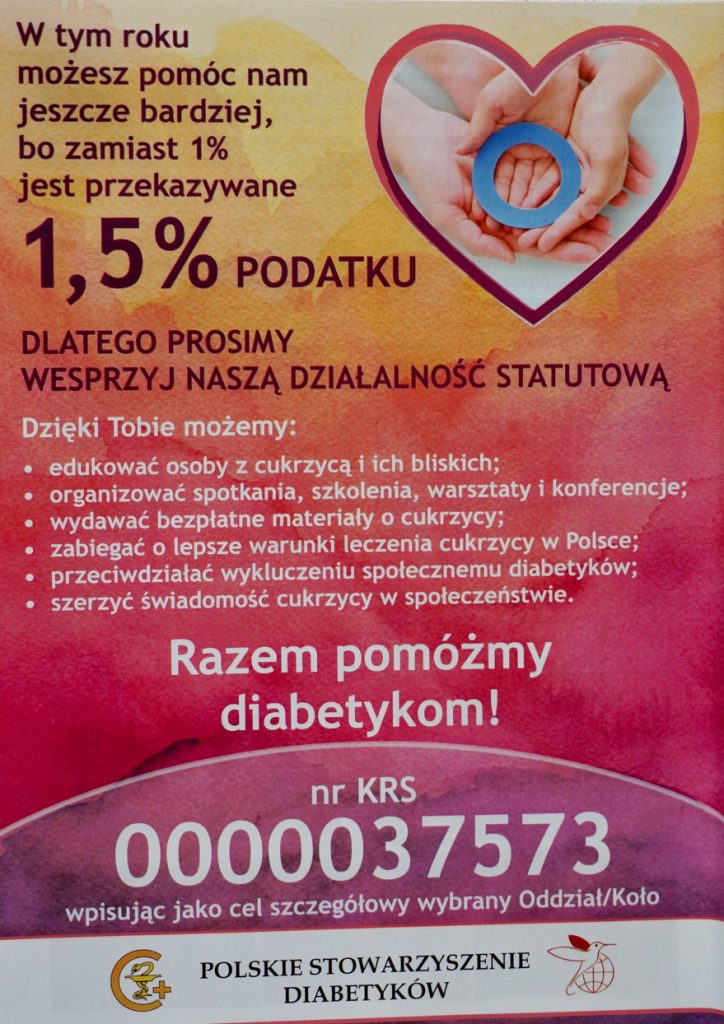 W tym roku
możesz pomóc nam
jeszcze bardziej,
bo zamiast 1%
jest przekazywane
1,5% PODATKU
DLATEGO PROSIMY
WESPRZYJ NASZĄ DZIAŁALNOŚĆ STATUTOWĄ
Dzięki Tobie możemy:
• edukować osoby z cukrzycą i ich bliskich;
• organizować spotkania, szkolenia, warsztaty i konferencje;
• wydawać bezpłatne materiały o cukrzycy;
• zabiegać o lepsze warunki leczenia cukrzycy w Polsce;
• przeciwdziałać wykluczeniu społecznemu diabetyków;
• szerzyć świadomość cukrzycy w społeczeństwie.
Razem pomóżmy
diabetykom!
nr KRS
0000037573
wpisując jako cel szczegółowy wybrany Oddział/Koło
POLSKIE STOWARZYSZENIE
DIABETYKÓW